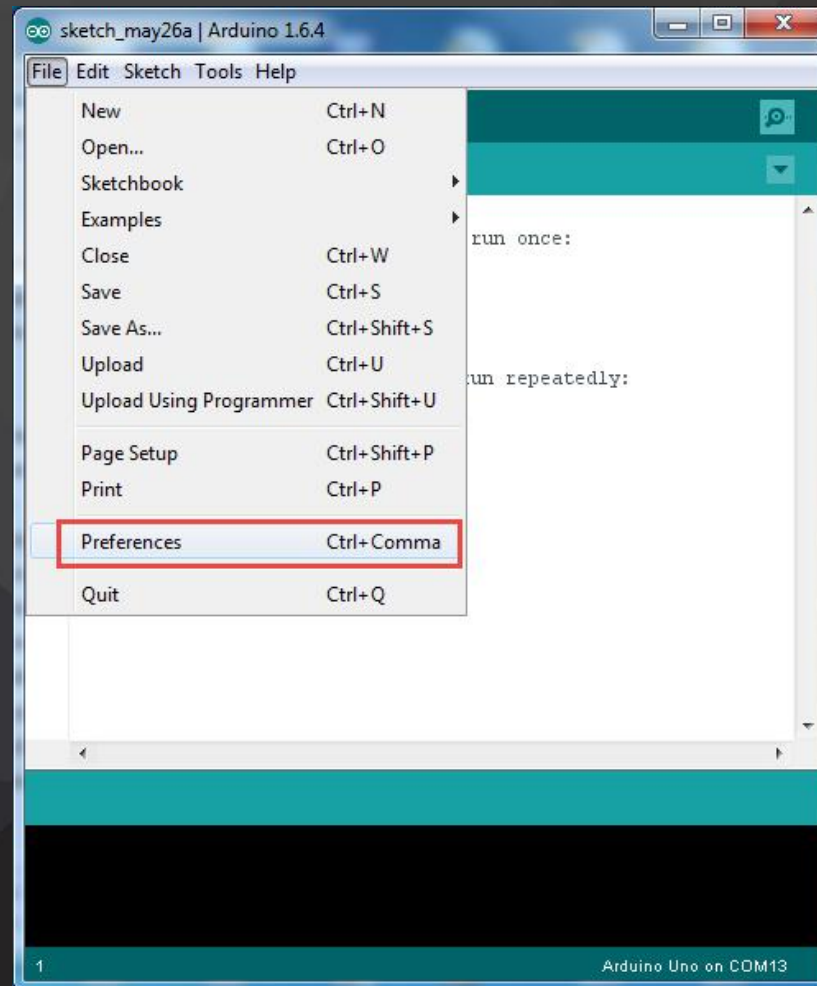 sketch_may26a | Arduino 1.6.4
File Edit Sketch Tools Help
New Ctrl+N
Open... Ctrl+O
Sketchbook
Examples
run once:
Close Ctrl+W
Save Ctrl+S
Save As... Ctrl+Shift+S
Upload Ctrl+U
run repeatedly:
Upload Using Programmer Ctrl+Shift+U
Page Setup Ctrl+Shift+P
Print Ctrl+P
Preferences Ctrl+Comma
Quit Ctrl+Q
1 Arduino Uno on COM13